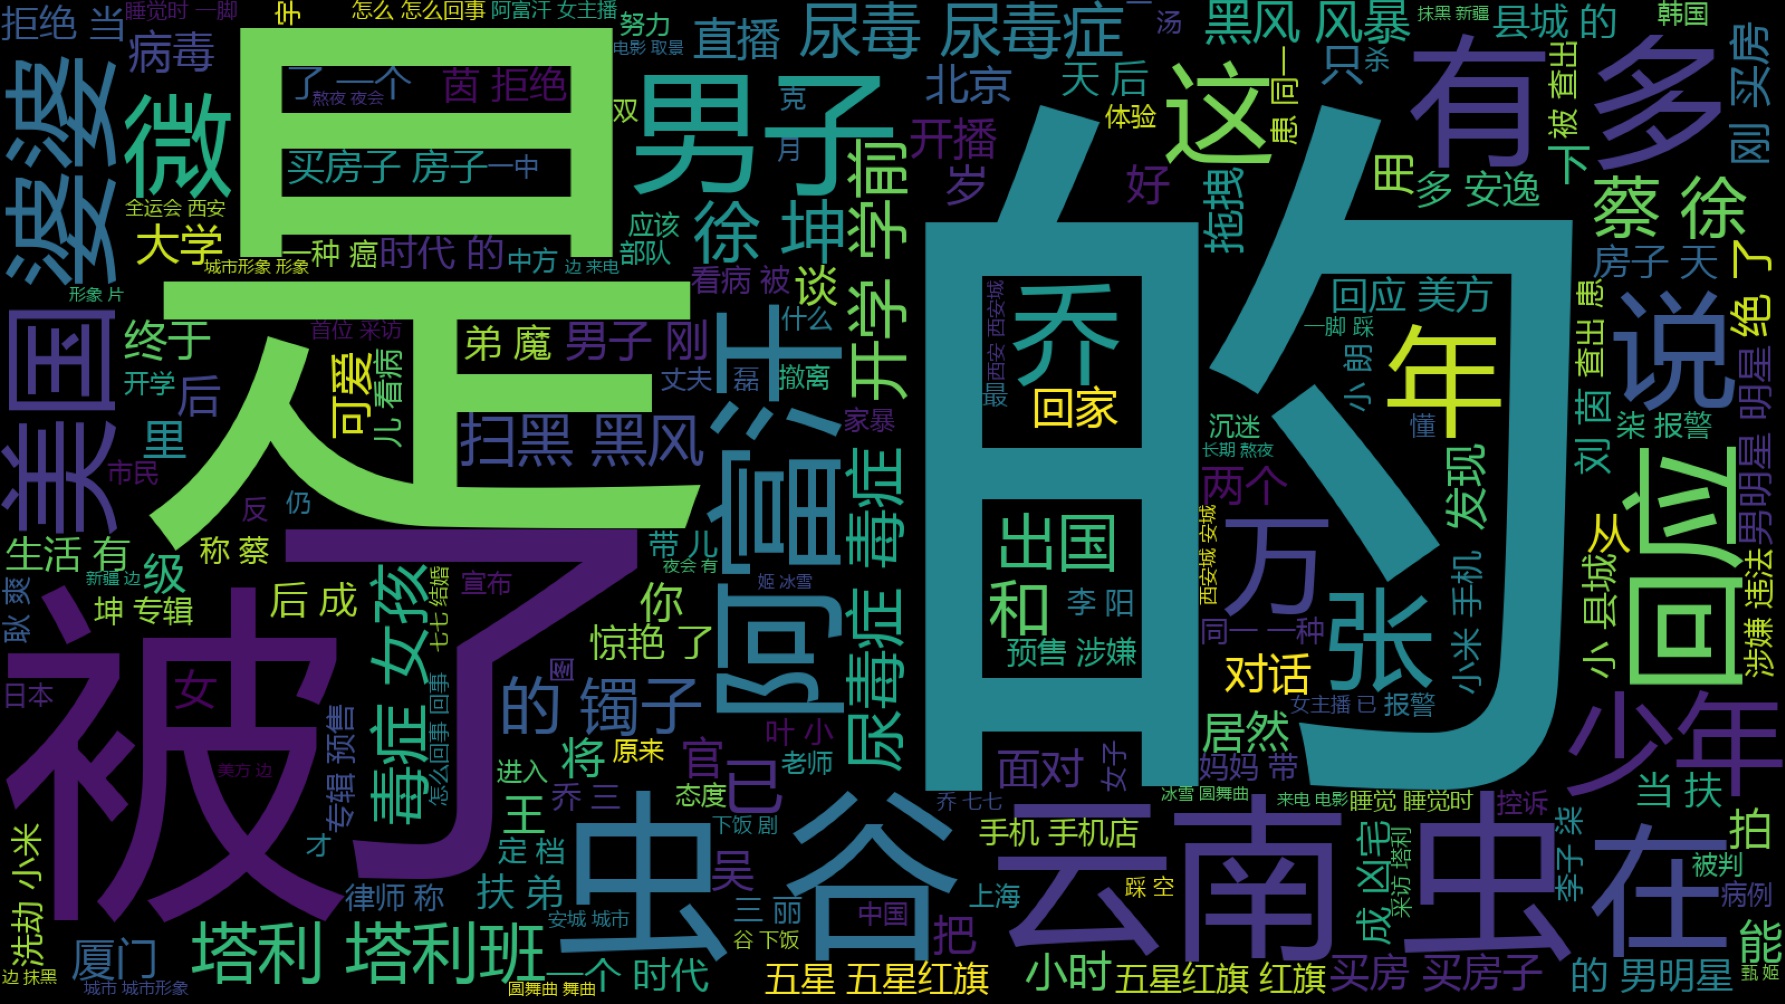 拒绝 当
睡觉时 一脚
字
怎么 怎么回事
阿富汗 女主播
努力
电影 取景
直播
尿毒 尿毒症
汤
黑风 风暴
抹黑 新疆
县城 的
韩国
病毒
是
了 一个
熬夜 夜会
茵 拒绝
双
男子
克
月
北京
天 后
体验
这
患 同一
只
杀
有
被 查出
多
刚 买房
婆婆
微
买房子 房子
一中
开播
岁
好
用
下
多 安逸
蔡 徐
全运会 西安
大学
一种 癌
时代 的
中方
边 来电
应该
部队
徐 坤
开学 学前
拖拽
的
城市形象 形象
形象 片
看病 被
谈
房子 天
绝 了
美国
终于
首位 采访
弟 魔
男子 刚
什么
丈夫
磊
撤离
阿富汗
西安 西安城
乔
回应 美方
一脚 踩
查出 患
说
开学
后
可爱
儿 看病
最
回家
小 朋
年
懂
男明星 明星
里
扫黑 黑风
家暴
沉迷
长期 熬夜
刘 茵
柒 报警
市民
反
仍
毒症 尿毒症
两个
发现
生活 有
级
称 蔡
带 儿
夜会 有
出国
西安城 安城
万
从
回应
新疆 边
坤 专辑
后 成
毒症 女孩
七七 结婚
宣布
了
你
姬 冰雪
和
李 阳
小米 手机
小 县城
涉嫌 违法
耿 爽
惊艳 了
预售 涉嫌
同一 一种
张
日本
被
女
的 镯子
图
对话
女主播 已
报警
少年
专辑 预售
怎么回事 回事
将
原来
官
叶 小
老师
居然
美方 边
进入
已
面对
女子
妈妈 带
当 扶
乔 三
态度
乔 七七
冰雪 圆舞曲
来电 电影
睡觉 睡觉时
控诉
才
王
下饭 剧
手机 手机店
拍
洗劫 小米
定 档
虫谷
云南
虫
成 凶宅
采访 塔利
李子 柒
在
被判
律师 称
扶 弟
吴
上海
踩 空
病例
安城 城市
三 丽
中国
谷 下饭
把
厦门
塔利 塔利班
能
边 抹黑
城市 城市形象
一个 时代
圆舞曲 舞曲
五星 五星红旗
小时
五星红旗 红旗
买房 买房子
的 男明星
甄 姬